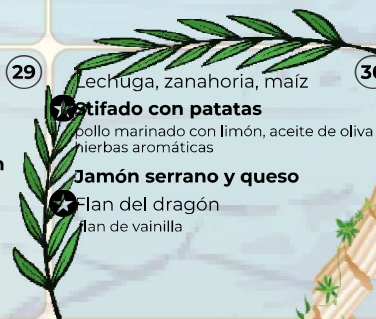 29
Lechuga, zanahoria, maíz
Stifado con patatas
pollo marinado con limón, aceite de oliva
hierbas aromáticas
Jamón serrano y queso
Flan del dragón
flan de vainilla